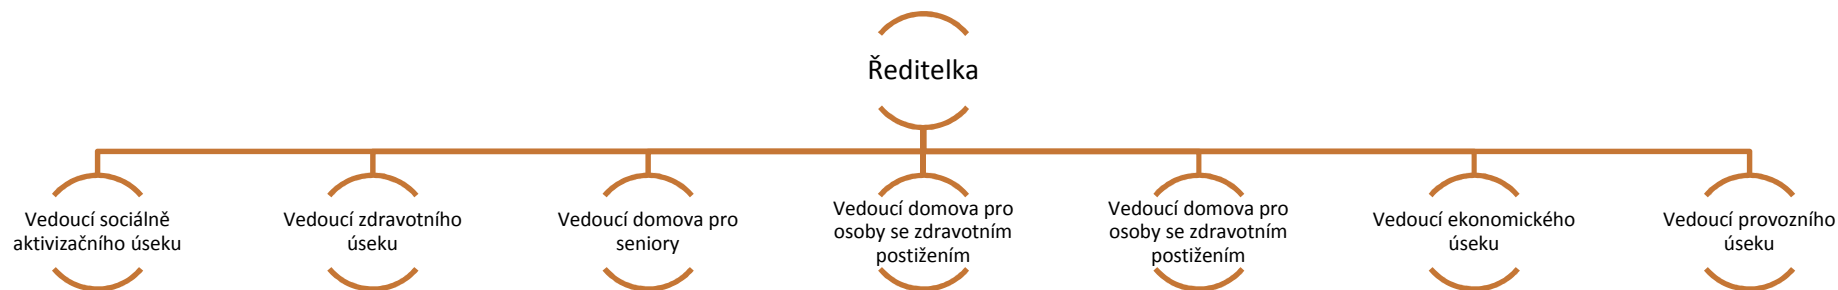 Ředitelka
Vedoucí sociálně
aktivizačního úseku
Vedoucí zdravotního
úseku
Vedoucí domova pro
seniory
Vedoucí domova pro
osoby se zdravotním
postižením
Vedoucí domova pro
osoby se zdravotním
postižením
Vedoucí ekonomického
úseku
Vedoucí provozního
úseku